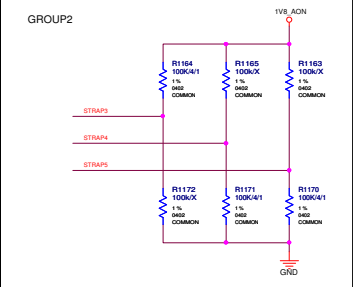 GROUP2
1V8_AON
R1164
100K/4/1
1 %
0402
COMMON
R1165
100k/X
1 %
0402
COMMON
R1163
100k/X
1 %
0402
COMMON
STRAP3
STRAP4
STRAP5
R1172
100k/X
1 %
0402
COMMON
R1171
100K/4/1
1 %
0402
COMMON
R1170
100K/4/1
1 %
0402
COMMON
GND